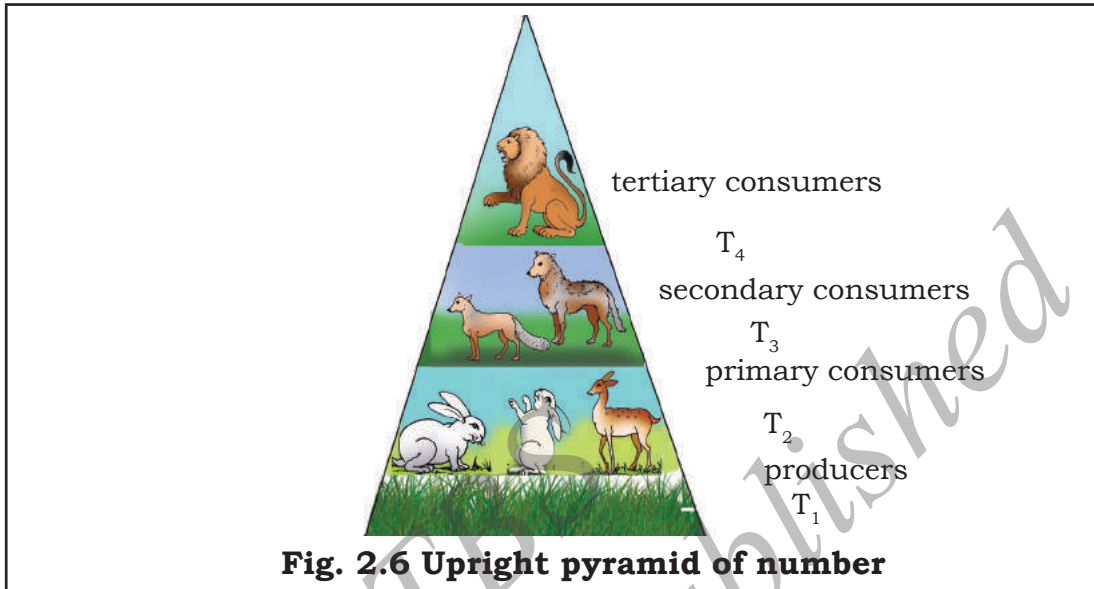 tertiary consumers
T₄
secondary consumers
T₃
primary consumers
T₂
producers
T₁
Fig. 2.6 Upright pyramid of number